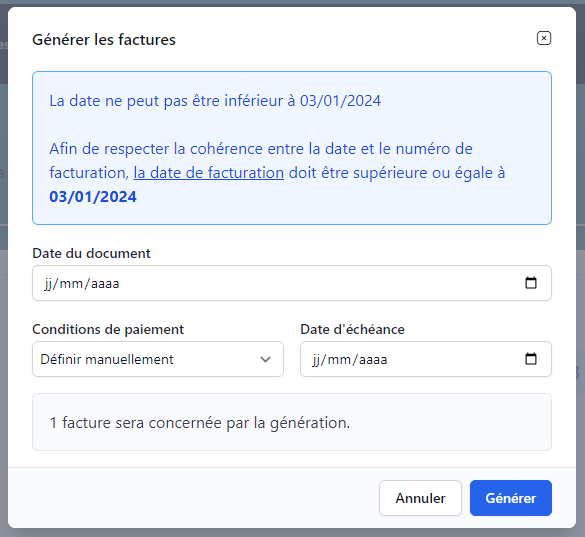 Générer les factures
La date ne peut pas être inférieur à 03/01/2024
Afin de respecter la cohérence entre la date et le numéro de
facturation, la date de facturation doit être supérieure ou égale à
03/01/2024
Date du document
jj/mm/aaaa
Conditions de paiement
Date d'échéance
Définir manuellement
jj/mm/aaaa
1 facture sera concernée par la génération.
Annuler
Générer